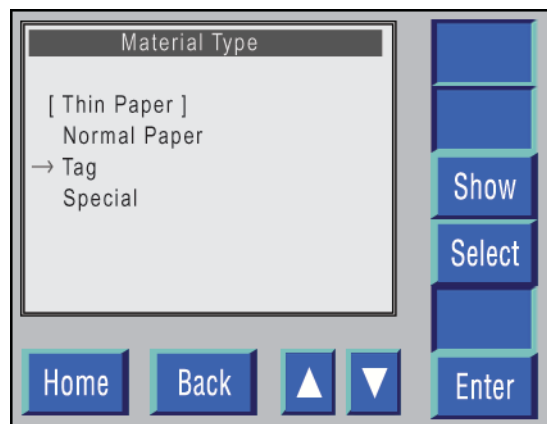 Material Type
[ Thin Paper ]
Normal Paper
→ Tag
Special
Show
Select
Home
Back
Enter